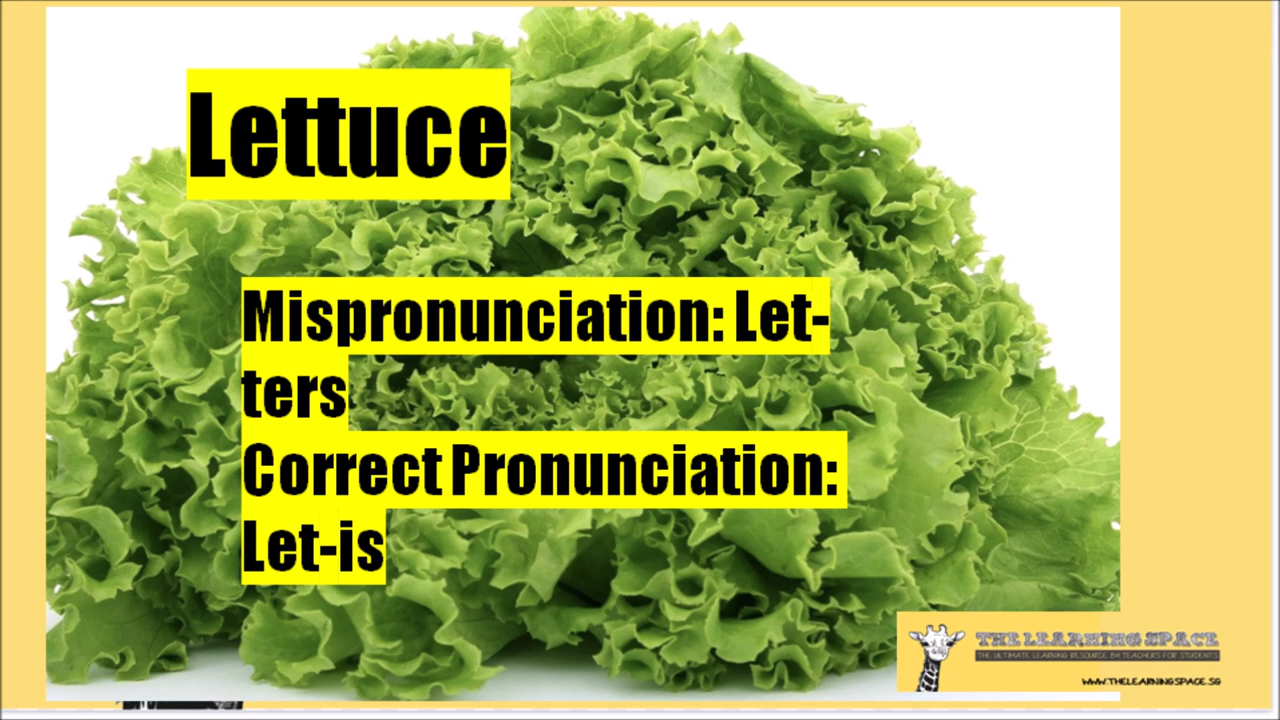 Lettuce
Mispronunciation: Let-
ters
Correct Pronunciation:
Let-is
THE LEARNING SPACE
THE ULTIMATE LEARNING RESOURCE BY TEACHERS FOR STUDENTS
WWW.THELEARNINGSPACE.SG